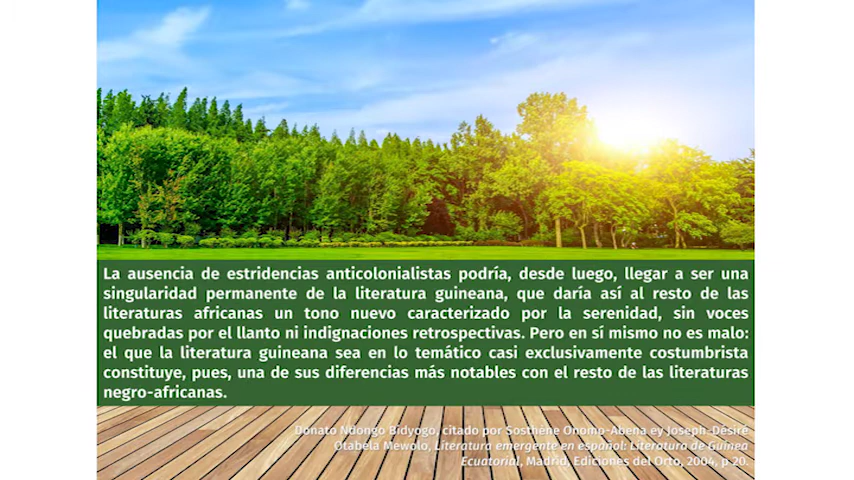 La ausencia de estridencias anticolonialistas podría, desde luego, llegar a ser una
singularidad permanente de la literatura guineana, que daría así al resto de las
literaturas africanas un tono nuevo caracterizado por la serenidad, sin voces
quebradas por el llanto ni indignaciones retrospectivas. Pero en sí mismo no es malo:
el que la literatura guineana sea en lo temático casi exclusivamente costumbrista
constituye, pues, una de sus diferencias más notables con el resto de las literaturas
negro-africanas.
Donato Ndongo Bidyogo, citado por Sosthène Onomo-Abena ey Joseph-Désiré
Otabela Mewolo, Literatura emergente en español: Literatura de Guinea
Ecuatorial, Madrid, Ediciones del Orto, 2004, p.20.